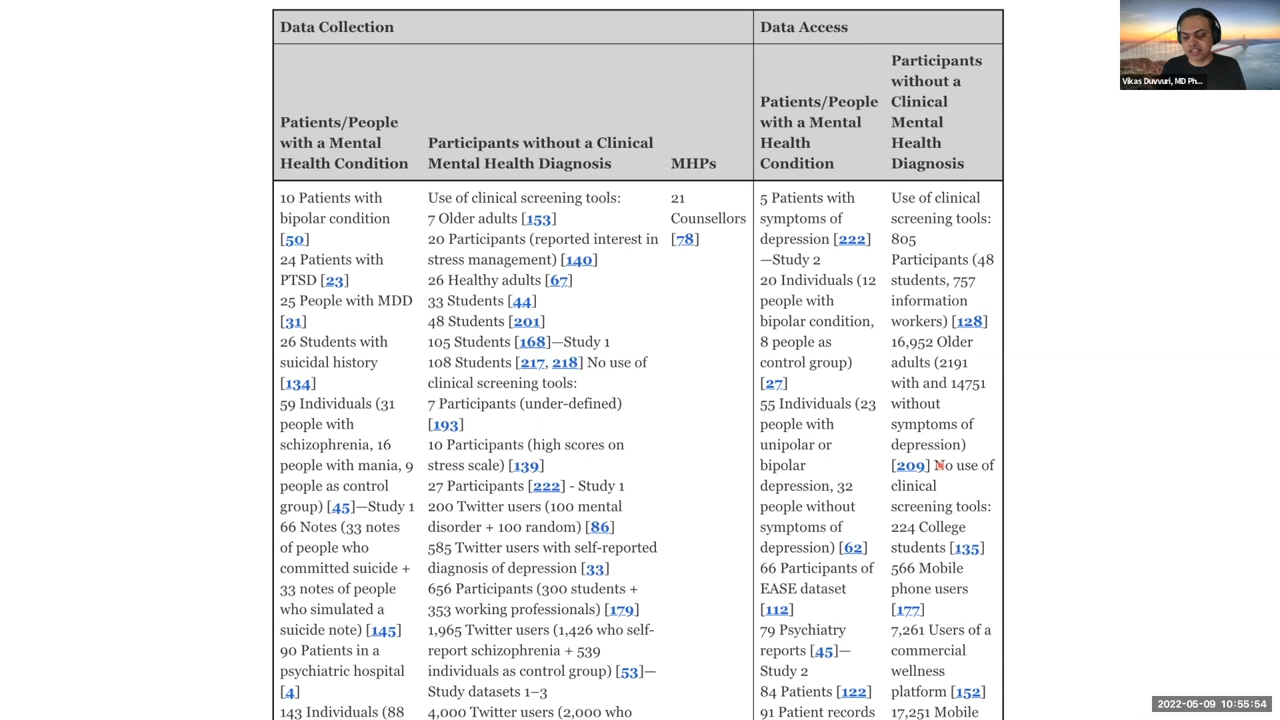 Data Collection
Data Access
Patients/People
with a Mental
Health Condition
Participants without a Clinical
Mental Health Diagnosis
MHPs
Patients/People
with a Mental
Health
Condition
Participants
without a
Clinical
Mental
Health
Diagnosis
10 Patients with
bipolar condition
[50]
24 Patients with
PTSD [23]
25 People with MDD
[31]
26 Students with
suicidal history
[134]
59 Individuals (31
people with
schizophrenia, 16
people with mania, 9
people as control
group) [45]—Study 1
66 Notes (33 notes
of people who
committed suicide +
33 notes of people
who simulated a
suicide note) [145]
90 Patients in a
psychiatric hospital
[4]
143 Individuals (88
Use of clinical screening tools:
7 Older adults [153]
20 Participants (reported interest in
stress management) [140]
26 Healthy adults [67]
33 Students [44]
48 Students [201]
105 Students [168]—Study 1
108 Students [217, 218] No use of
clinical screening tools:
7 Participants (under-defined)
[193]
10 Participants (high scores on
stress scale) [139]
27 Participants [222] - Study 1
200 Twitter users (100 mental
disorder + 100 random) [86]
585 Twitter users with self-reported
diagnosis of depression [33]
656 Participants (300 students +
353 working professionals) [179]
1,965 Twitter users (1,426 who self-
report schizophrenia + 539
individuals as control group) [53]—
Study datasets 1–3
4,000 Twitter users (2,000 who
21
Counsellors
[78]
5 Patients with
symptoms of
depression [222]
—Study 2
20 Individuals (12
people with
bipolar condition,
8 people as
control group)
[27]
55 Individuals (23
people with
unipolar or
bipolar
depression, 32
people without
symptoms of
depression) [62]
66 Participants of
EASE dataset
[112]
79 Psychiatry
reports [45]—
Study 2
84 Patients [122]
91 Patient records
Use of clinical
screening tools:
805
Participants (48
students, 757
information
workers) [128]
16,952 Older
adults (2191
with and 14751
without
symptoms of
depression)
[209] No use of
clinical
screening tools:
224 College
students [135]
566 Mobile
phone users
[177]
7,261 Users of a
commercial
wellness
platform [152]
17,251 Mobile
Vikas Duvvuri, MD Ph...
2022-05-09 10:55:54